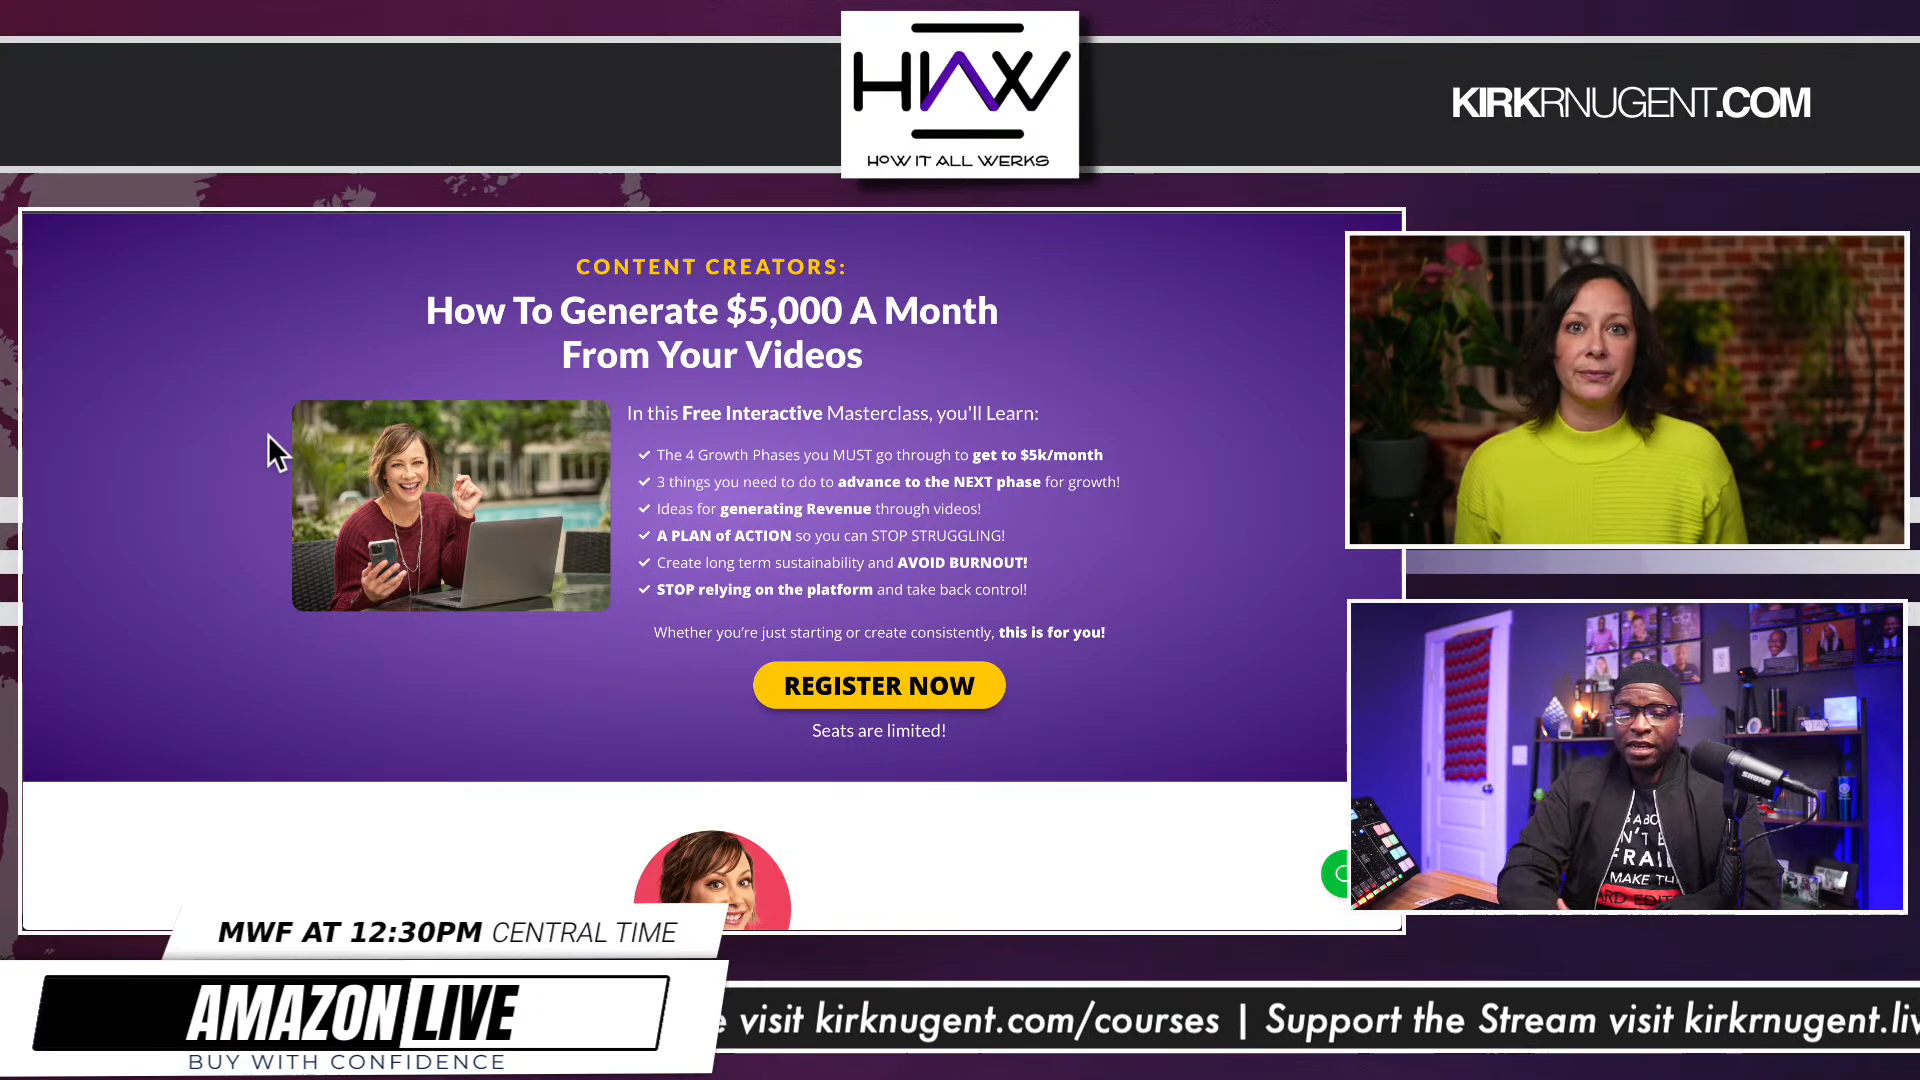 HIAW
HOW IT ALL WERKS
KIRKRNUGENT.COM
CONTENT CREATORS:
How To Generate $5,000 A Month
From Your Videos
In this Free Interactive Masterclass, you'll Learn:
The 4 Growth Phases you MUST go through to get to $5k/month
3 things you need to do to advance to the NEXT phase for growth!
Ideas for generating Revenue through videos!
A PLAN of ACTION so you can STOP STRUGGLING!
Create long term sustainability and AVOID BURNOUT!
STOP relying on the platform and take back control!
Whether you're just starting or create consistently, this is for you!
REGISTER NOW
Seats are limited!
SHURE
MAKE TH
MWF AT 12:30PM CENTRAL TIME
AMAZON LIVE
BUY WITH CONFIDENCE
e visit kirknugent.com/courses | Support the Stream visit kirkrnugent.liv